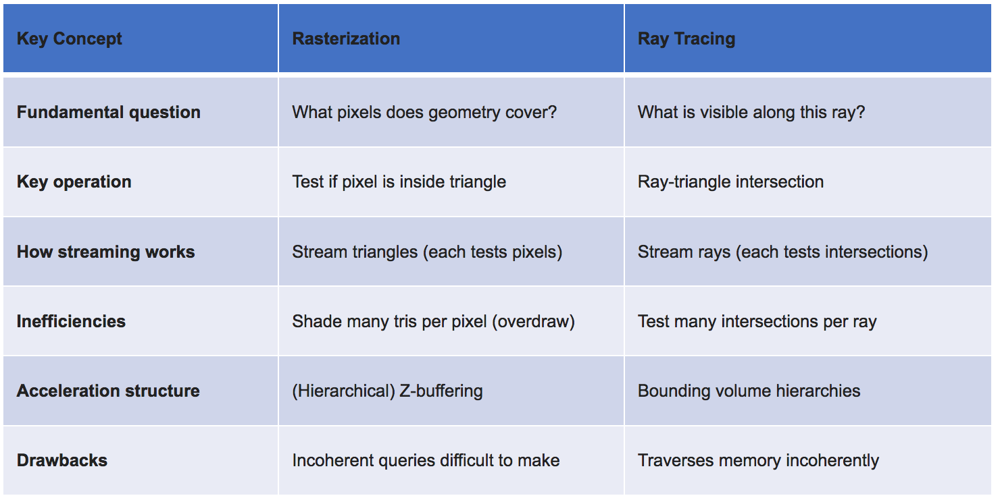 Key Concept Rasterization Ray Tracing
Fundamental question What pixels does geometry cover? What is visible along this ray?
Key operation Test if pixel is inside triangle Ray-triangle intersection
How streaming works Stream triangles (each tests pixels) Stream rays (each tests intersections)
Inefficiencies Shade many tris per pixel (overdraw) Test many intersections per ray
Acceleration structure (Hierarchical) Z-buffering Bounding volume hierarchies
Drawbacks Incoherent queries difficult to make Traverses memory incoherently